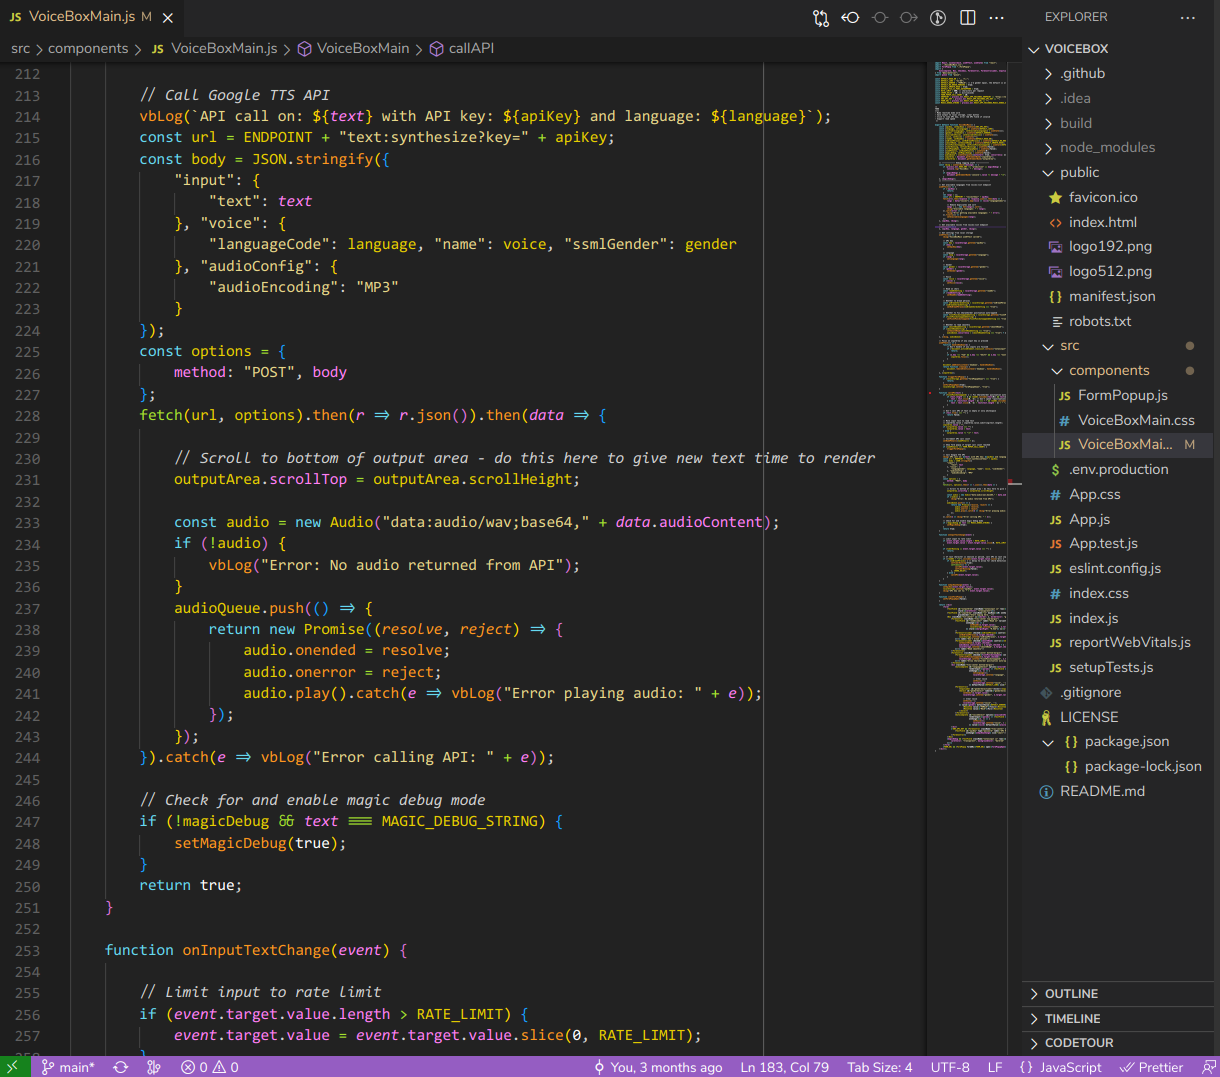 JS VoiceBoxMain.js M
src > components > JS VoiceBoxMain.js > VoiceBoxMain > callAPI
212
213 // Call Google TTS API
214 vbLog(`API call on: ${text} with API key: ${apiKey} and language: ${language}`);
215 const url = ENDPOINT + "text:synthesize?key=" + apiKey;
216 const body = JSON.stringify({
217 "input": {
218 "text": text
219 }, "voice": {
220 "languageCode": language, "name": voice, "ssmlGender": gender
221 }, "audioConfig": {
222 "audioEncoding": "MP3"
223 }
224 });
225 const options = {
226 method: "POST", body
227 };
228 fetch(url, options).then(r => r.json()).then(data => {
229
230 // Scroll to bottom of output area - do this here to give new text time to render
231 outputArea.scrollTop = outputArea.scrollHeight;
232
233 const audio = new Audio("data:audio/wav;base64," + data.audioContent);
234 if (!audio) {
235 vbLog("Error: No audio returned from API");
236 }
237 audioQueue.push(() => {
238 return new Promise((resolve, reject) => {
239 audio.onended = resolve;
240 audio.onerror = reject;
241 audio.play().catch(e => vbLog("Error playing audio: " + e));
242 });
243 });
244 }).catch(e => vbLog("Error calling API: " + e));
245
246 // Check for and enable magic debug mode
247 if (!magicDebug && text === MAGIC_DEBUG_STRING) {
248 setMagicDebug(true);
249 }
250 return true;
251 }
252
253 function onInputTextChange(event) {
254
255 // Limit input to rate limit
256 if (event.target.value.length > RATE_LIMIT) {
257 event.target.value = event.target.value.slice(0, RATE_LIMIT);
EXPLORER
VOICEBOX
.github
.idea
build
node_modules
public
favicon.ico
index.html
logo192.png
logo512.png
manifest.json
robots.txt
src
components
JS FormPopup.js
# VoiceBoxMain.css
JS VoiceBoxMai... M
$ .env.production
# App.css
JS App.js
JS App.test.js
JS eslint.config.js
# index.css
JS index.js
JS reportWebVitals.js
JS setupTests.js
.gitignore
LICENSE
{} package.json
{} package-lock.json
README.md
OUTLINE
TIMELINE
CODETOUR
main* 0 0 You, 3 months ago Ln 183, Col 79 Tab Size: 4 UTF-8 LF {} JavaScript Prettier